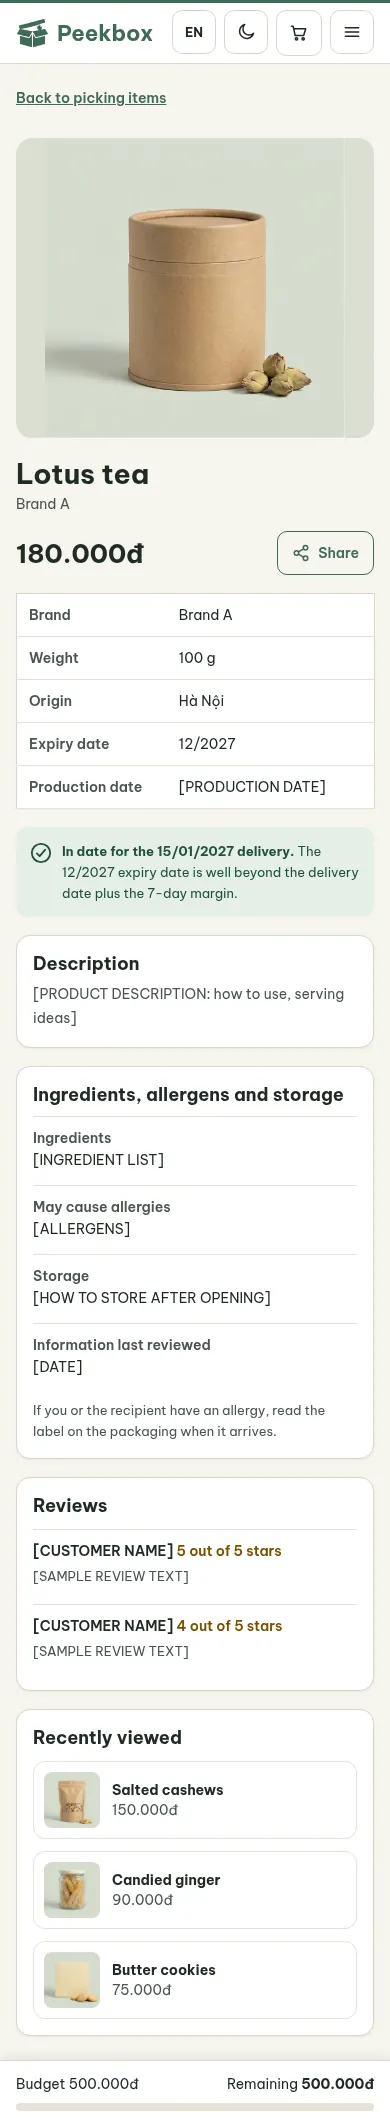 Peekbox
EN
Back to picking items
Lotus tea
Brand A
180.000đ
Share
Brand Brand A
Weight 100 g
Origin Hà Nội
Expiry date 12/2027
Production date [PRODUCTION DATE]
In date for the 15/01/2027 delivery. The
12/2027 expiry date is well beyond the delivery
date plus the 7-day margin.
Description
[PRODUCT DESCRIPTION: how to use, serving
ideas]
Ingredients, allergens and storage
Ingredients
[INGREDIENT LIST]
May cause allergies
[ALLERGENS]
Storage
[HOW TO STORE AFTER OPENING]
Information last reviewed
[DATE]
If you or the recipient have an allergy, read the
label on the packaging when it arrives.
Reviews
[CUSTOMER NAME] 5 out of 5 stars
[SAMPLE REVIEW TEXT]
[CUSTOMER NAME] 4 out of 5 stars
[SAMPLE REVIEW TEXT]
Recently viewed
Salted cashews
150.000đ
Candied ginger
90.000đ
Butter cookies
75.000đ
Budget 500.000đ Remaining 500.000đ